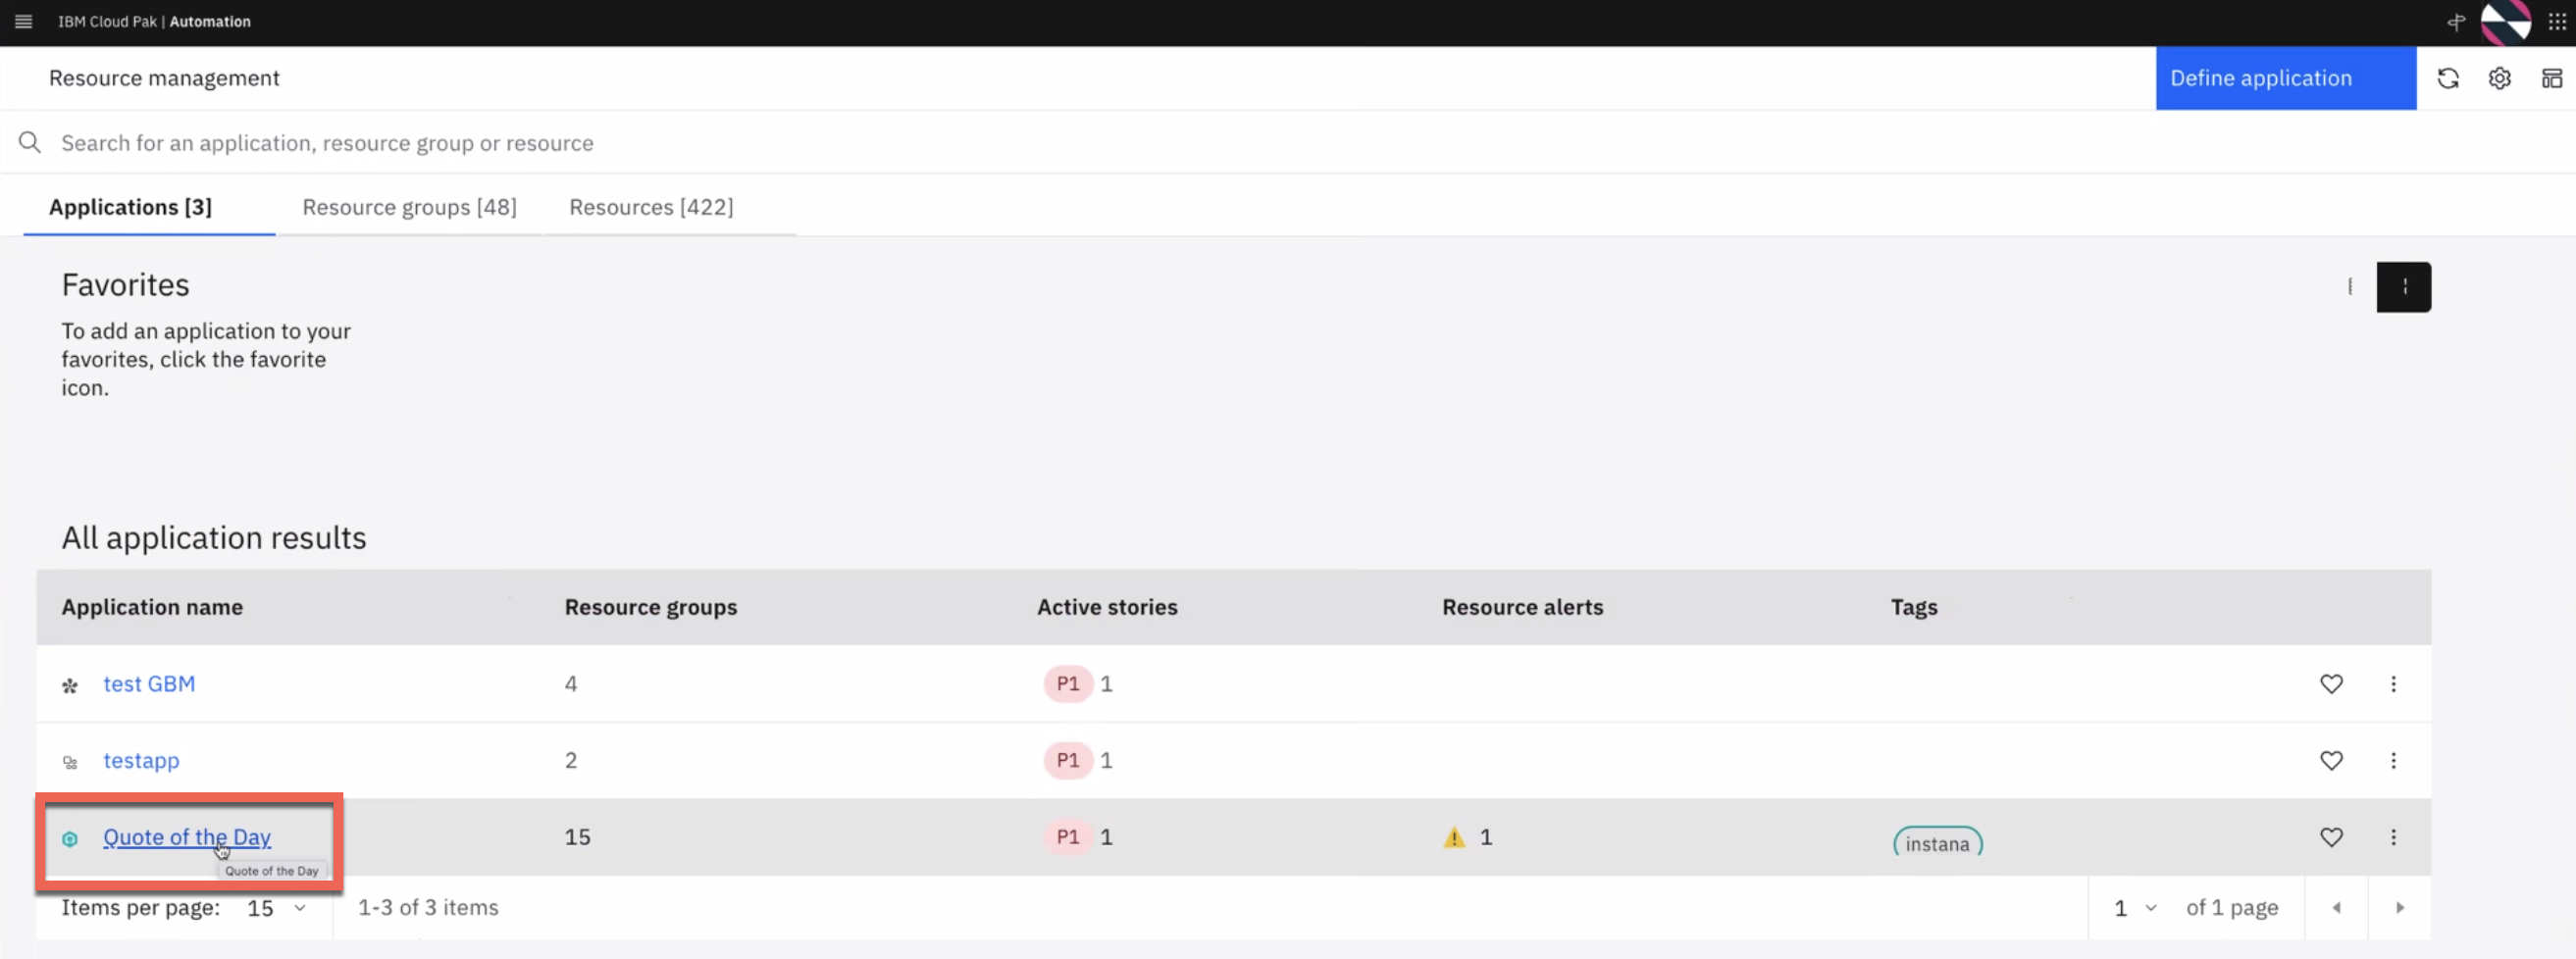 IBM Cloud Pak | Automation
Resource management
Define application
Search for an application, resource group or resource
Applications [3]
Resource groups [48]
Resources [422]
Favorites
To add an application to your
favorites, click the favorite
icon.
All application results
Application name
Resource groups
Active stories
Resource alerts
Tags
test GBM
4
P1 1
testapp
2
P1 1
Quote of the Day
15
P1 1
1
instana
Quote of the Day
Items per page: 15
1-3 of 3 items
1
of 1 page